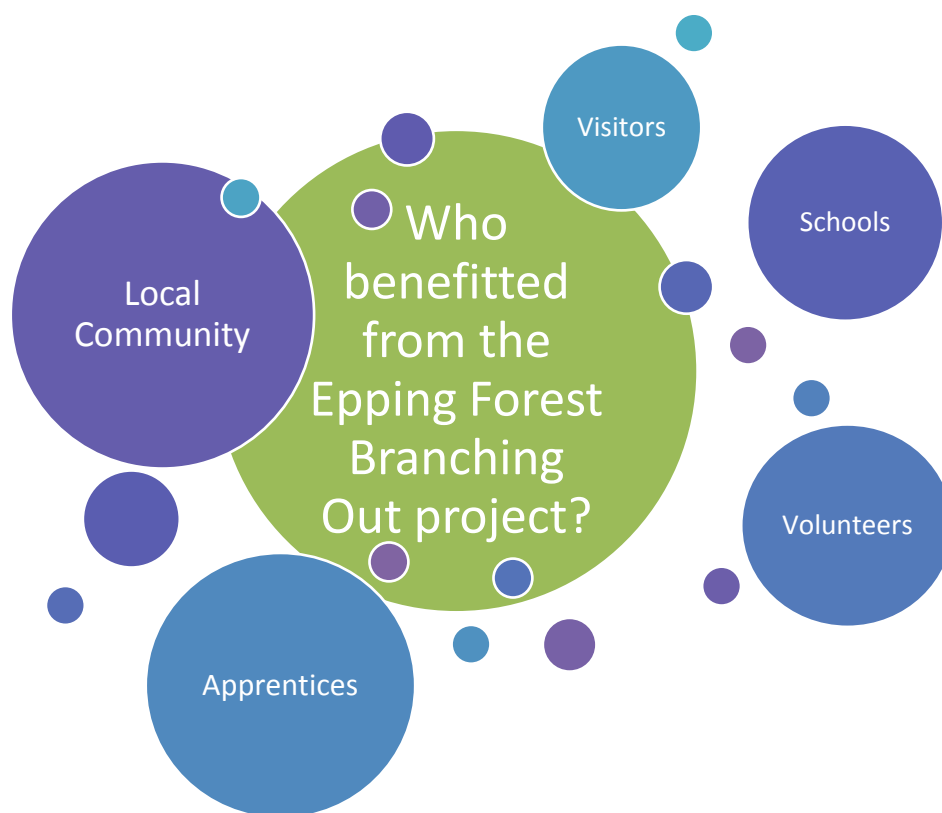 Visitors
Schools
Local
Community
Who
benefitted
from the
Epping Forest
Branching
Out project?
Volunteers
Apprentices